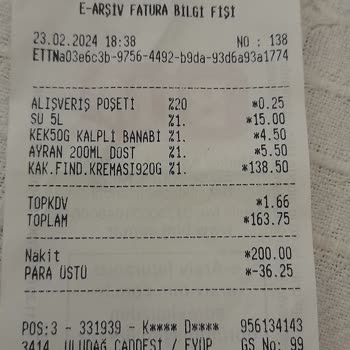 E-ARŞİV FATURA BİLGİ FİŞİ
23.02.2024 18:38 NO : 138
ETTNa03e6c3b-9756-4492-b9da-93d6a93a1774
ALIŞVERİŞ POŞETİ %20 *0.25
SU 5L %1. *15.00
KEK50G KALPLİ BANABİ %1. *4.50
AYRAN 200ML DOST %1. *5.50
KAK.FIND.KREMASI920G %1. *138.50
TOPKDV *1.66
TOPLAM *163.75
Nakit *200.00
PARA ÜSTÜ *-36.25
POS:3 - 331939 - K**** D**** 956134143
3414 ULUDAĞ CADDESİ / EYÜP GS No: 99